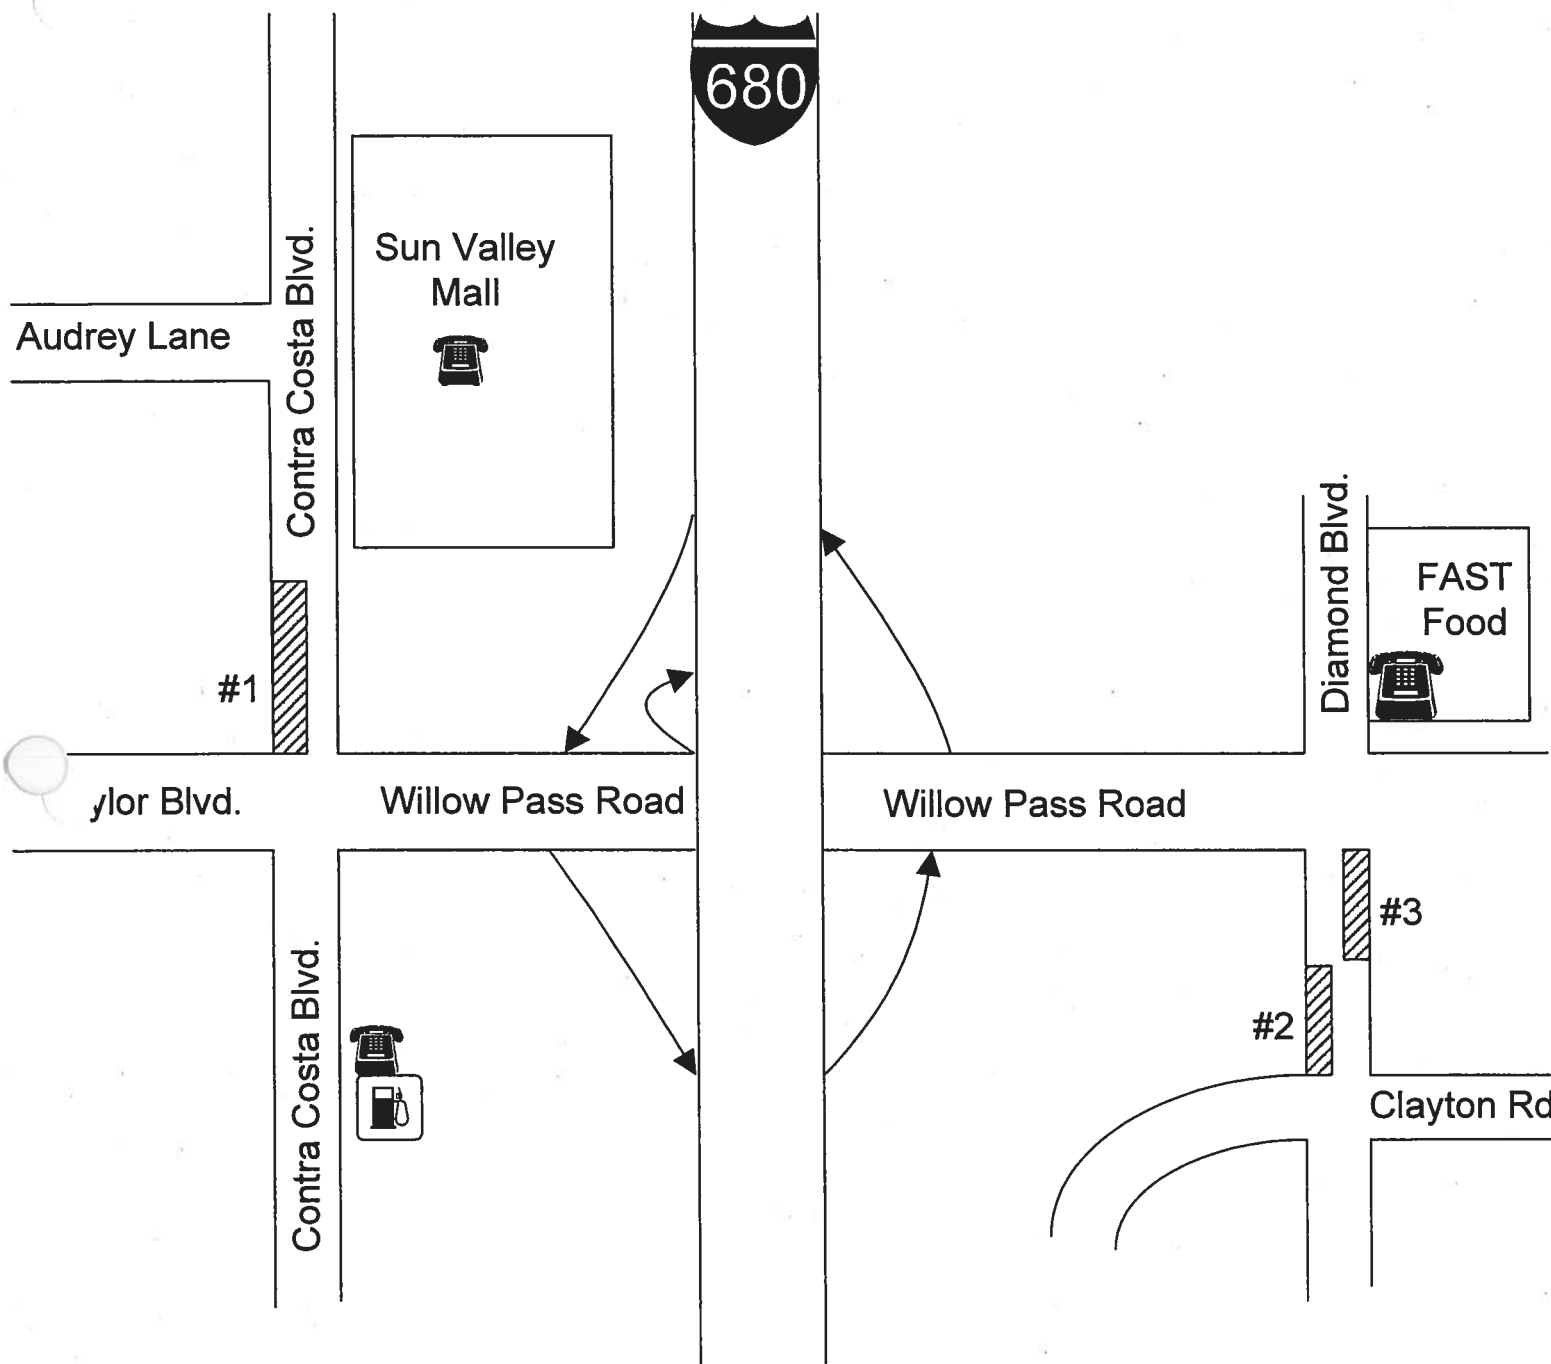 680
Sun Valley
Mall
Contra Costa Blvd.
Audrey Lane
Diamond Blvd.
FAST
Food
#1
ylor Blvd.
Willow Pass Road
Willow Pass Road
#3
#2
Contra Costa Blvd.
Clayton Rd